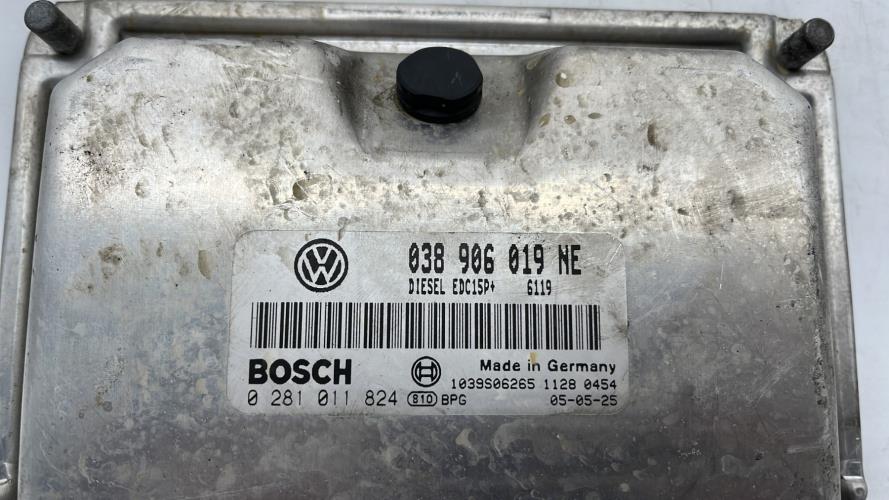 038 906 019 NE
DIESEL EDC15P+ 6119
BOSCH
Made in Germany
1039S06265 1128 0454
0 281 011 824 810 BPG 05-05-25